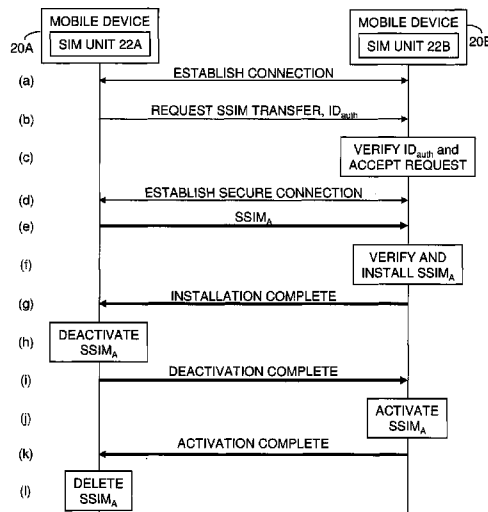 MOBILE DEVICE
SIM UNIT 22A
20A
MOBILE DEVICE
SIM UNIT 22B
(a)
ESTABLISH CONNECTION
(b)
REQUEST SSIM TRANSFER, IDauth
(c)
VERIFY IDauth and
ACCEPT REQUEST
(d)
ESTABLISH SECURE CONNECTION
(e)
SSIMA
(f)
VERIFY AND
INSTALL SSIMA
(g)
INSTALLATION COMPLETE
(h)
DEACTIVATE
SSIMA
(i)
DEACTIVATION COMPLETE
(j)
ACTIVATE
SSIMA
(k)
ACTIVATION COMPLETE
(l)
DELETE
SSIMA